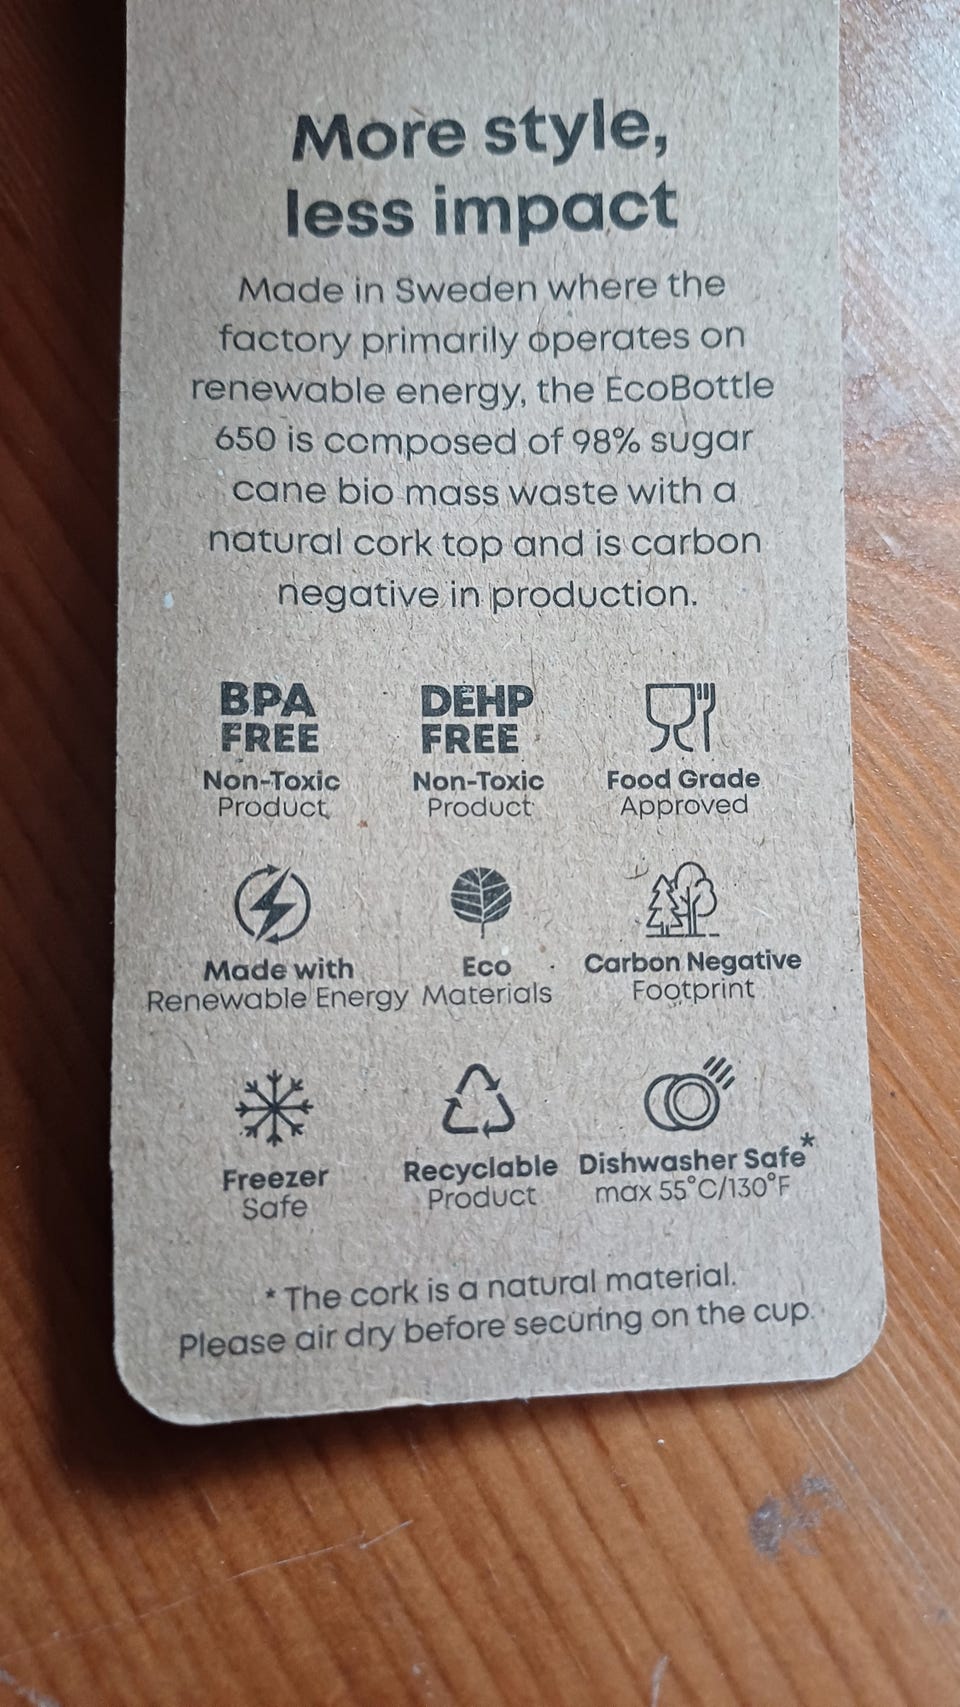 More style,
less impact
Made in Sweden where the
factory primarily operates on
renewable energy, the EcoBottle
650 is composed of 98% sugar
cane bio mass waste with a
natural cork top and is carbon
negative in production.
BPA FREE
Non-Toxic
Product
DEHP FREE
Non-Toxic
Product
Food Grade
Approved
Made with
Renewable Energy
Eco
Materials
Carbon Negative
Footprint
Freezer
Safe
Recyclable
Product
Dishwasher Safe*
max 55°C/130°F
* The cork is a natural material.
Please air dry before securing on the cup.